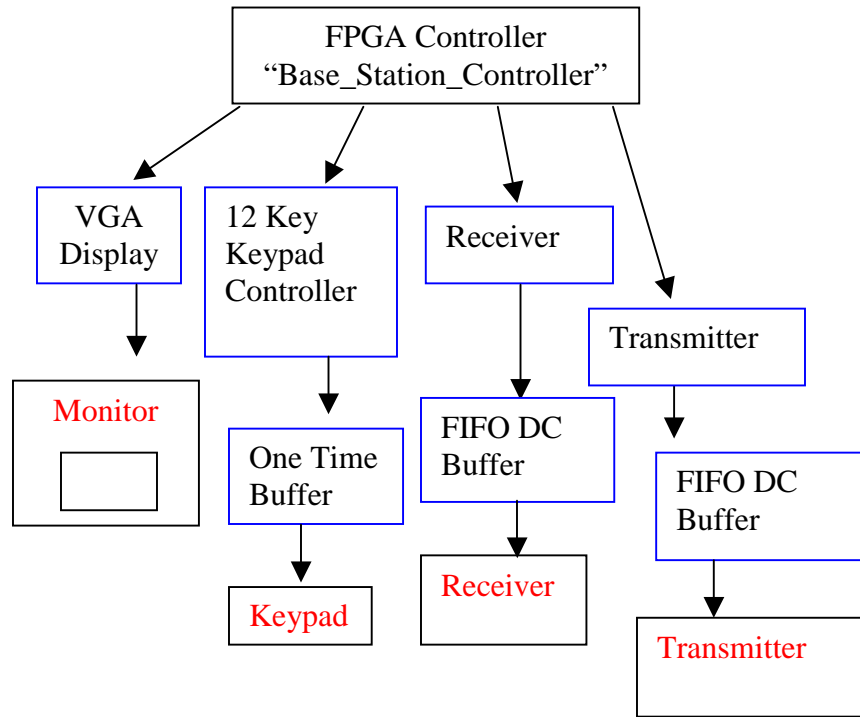 FPGA Controller
“Base_Station_Controller”
VGA
Display
12 Key
Keypad
Controller
Receiver
Transmitter
Monitor
One Time
Buffer
FIFO DC
Buffer
FIFO DC
Buffer
Keypad
Receiver
Transmitter